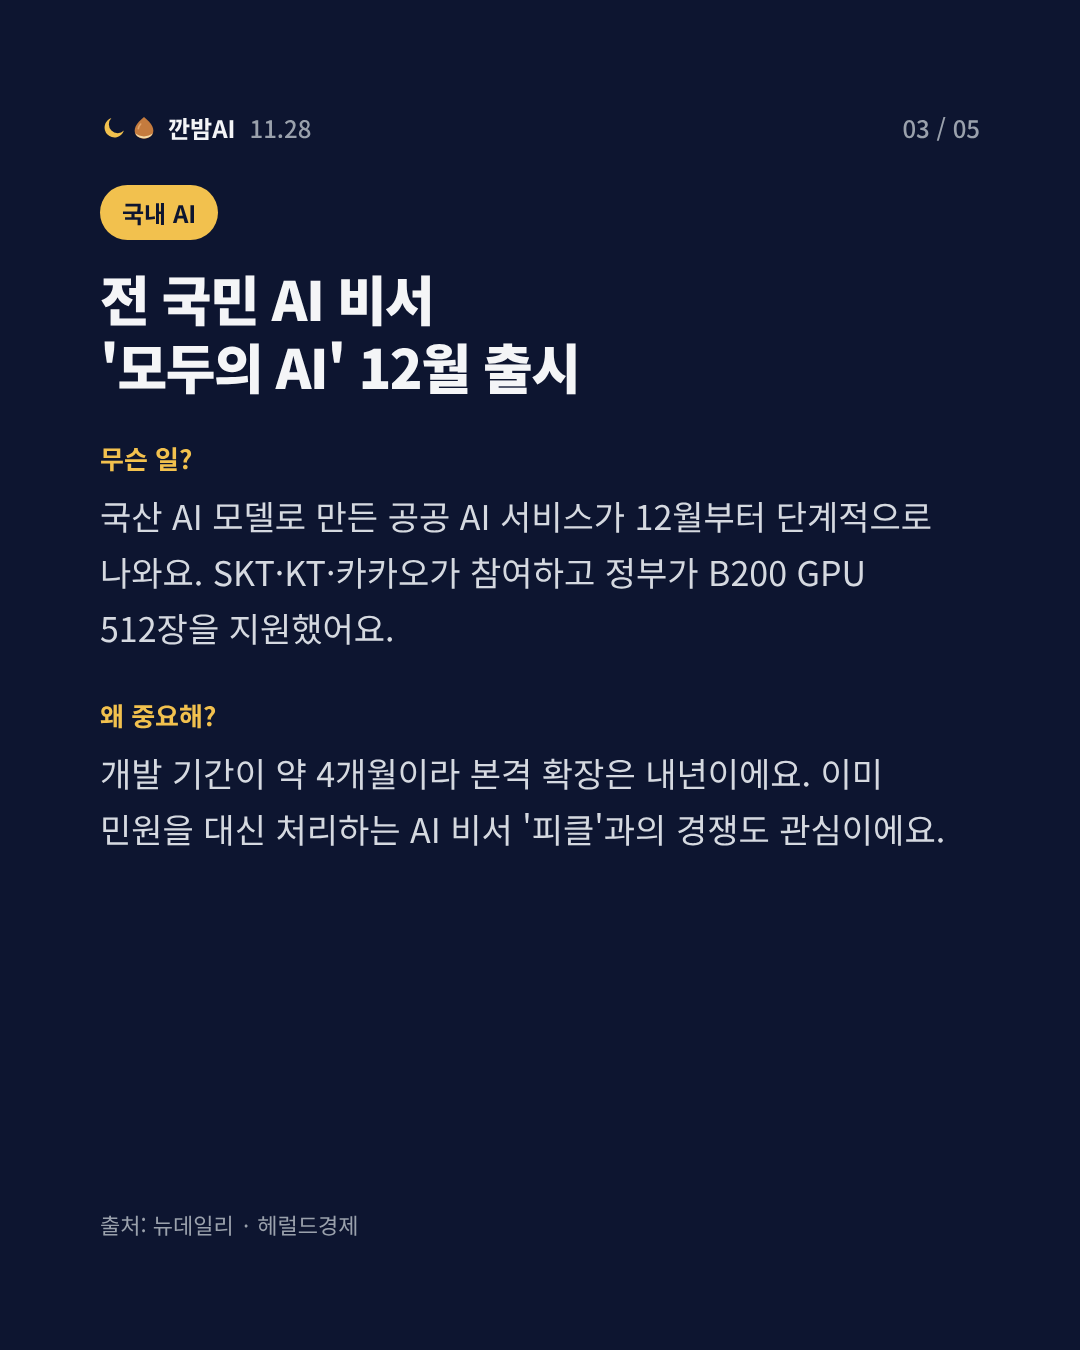 깐밤AI 11.28
03 / 05
국내 AI
전 국민 AI 비서
'모두의 AI' 12월 출시
무슨 일?
국산 AI 모델로 만든 공공 AI 서비스가 12월부터 단계적으로
나와요. SKT·KT·카카오가 참여하고 정부가 B200 GPU
512장을 지원했어요.
왜 중요해?
개발 기간이 약 4개월이라 본격 확장은 내년이에요. 이미
민원을 대신 처리하는 AI 비서 '피클'과의 경쟁도 관심이에요.
출처: 뉴데일리 · 헤럴드경제